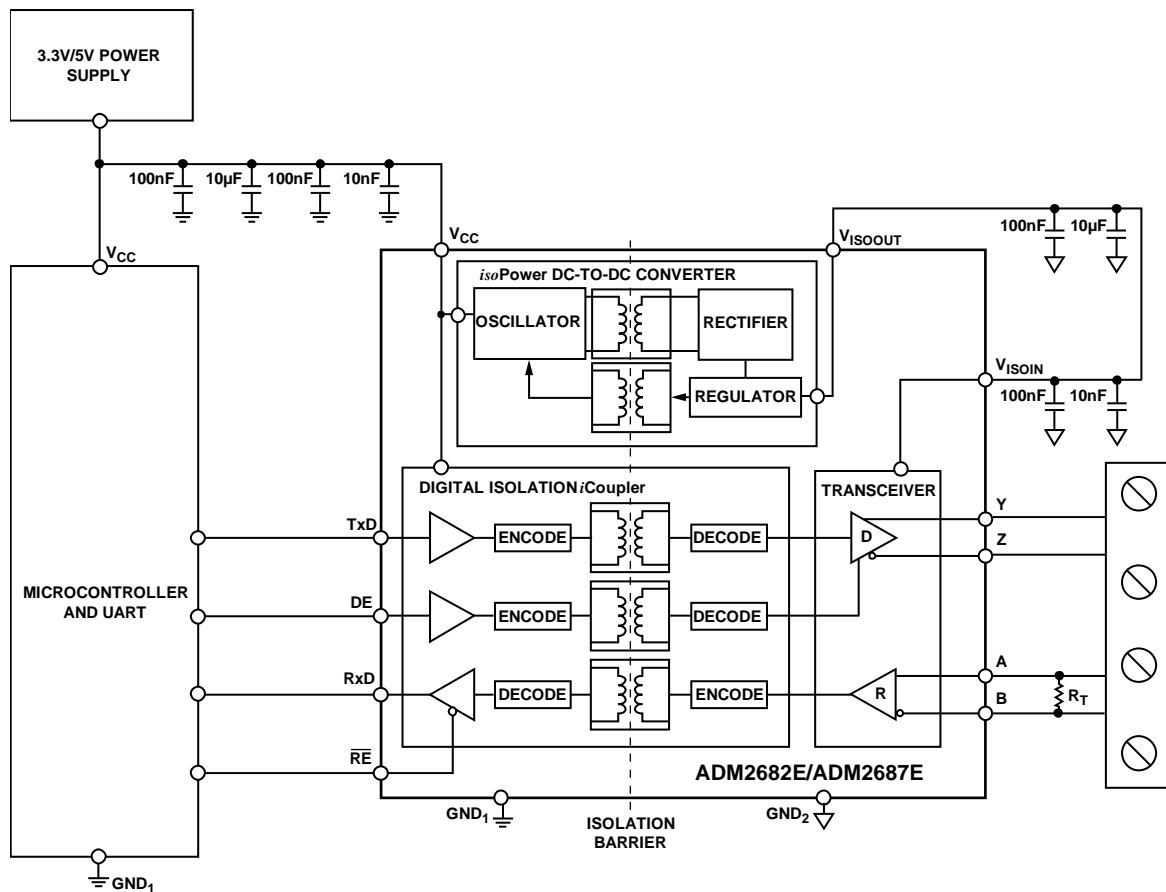 3.3V/5V POWER
SUPPLY
100nF
10µF
100nF
10nF
VCC
VCC
VISOOUT
100nF
10µF
isoPower DC-TO-DC CONVERTER
OSCILLATOR
RECTIFIER
REGULATOR
VISOIN
100nF
10nF
DIGITAL ISOLATION iCoupler
TRANSCEIVER
TxD
ENCODE
DECODE
D
Y
Z
MICROCONTROLLER
AND UART
DE
ENCODE
DECODE
RxD
DECODE
ENCODE
R
A
B
RT
RE
ADM2682E/ADM2687E
GND1
ISOLATION
BARRIER
GND2
GND1